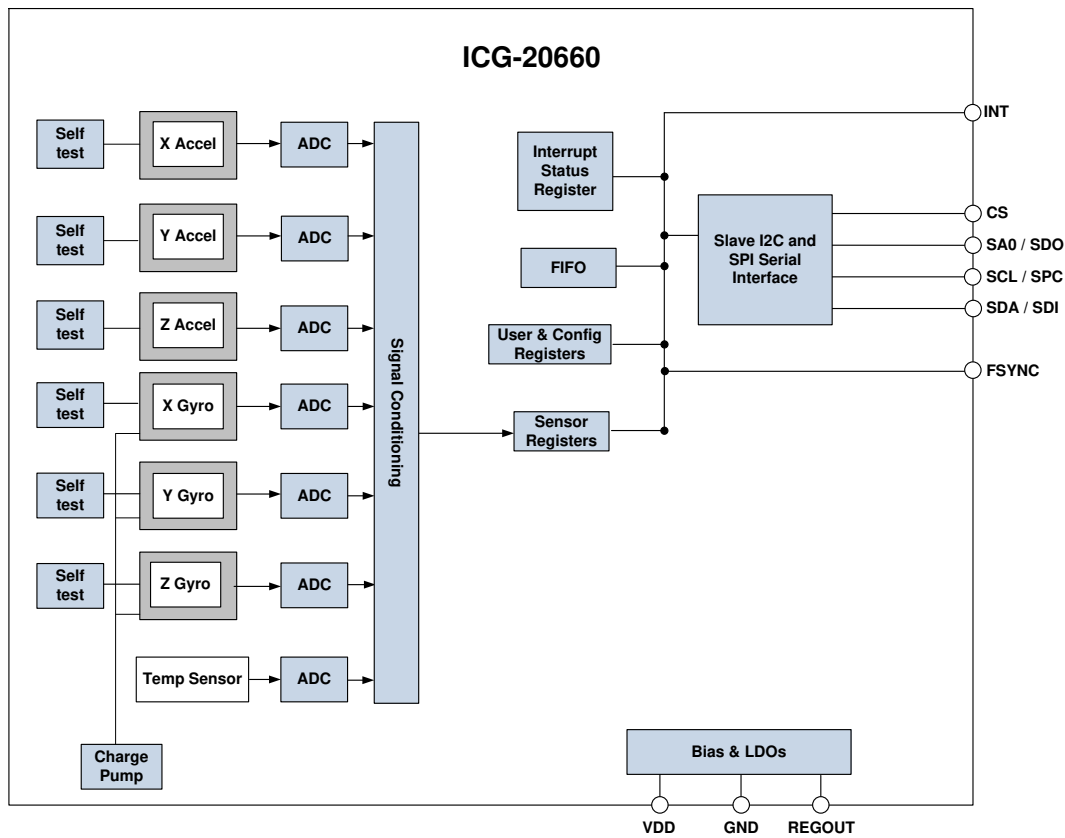 ICG-20660
Self
test
X Accel
ADC
Self
test
Y Accel
ADC
Self
test
Z Accel
ADC
Self
test
X Gyro
ADC
Self
test
Y Gyro
ADC
Self
test
Z Gyro
ADC
Temp Sensor
ADC
Charge
Pump
Signal Conditioning
Interrupt
Status
Register
FIFO
User & Config
Registers
Sensor
Registers
Slave I2C and
SPI Serial
Interface
INT
CS
SA0 / SDO
SCL / SPC
SDA / SDI
FSYNC
Bias & LDOs
VDD
GND
REGOUT